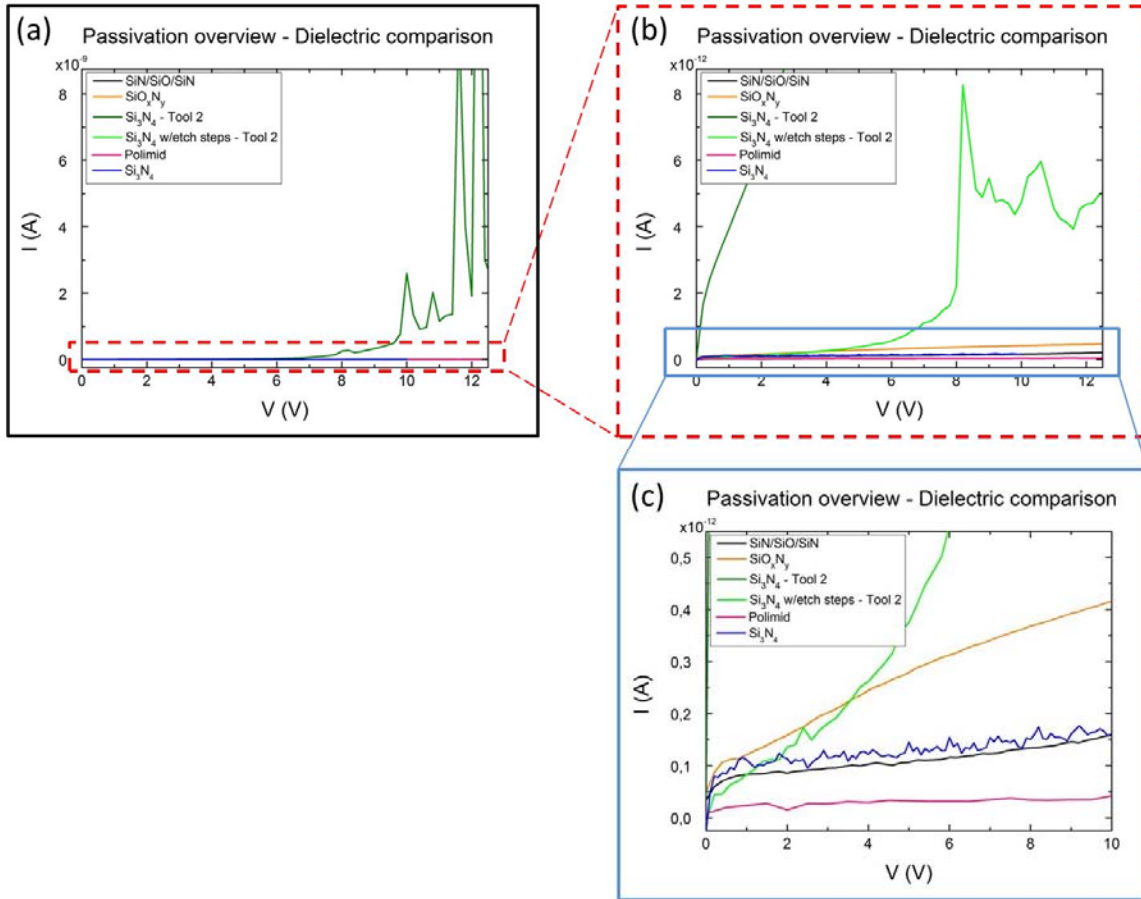 (a)
Passivation overview - Dielectric comparison
x10⁻⁹
SiN/SiO/SiN
SiOₓNᵧ
Si₃N₄ - Tool 2
Si₃N₄ w/etch steps - Tool 2
Polimid
Si₃N₄
8
6
4
2
0
I (A)
0 2 4 6 8 10 12
V (V)
(b)
Passivation overview - Dielectric comparison
x10⁻¹²
SiN/SiO/SiN
SiOₓNᵧ
Si₃N₄ - Tool 2
Si₃N₄ w/etch steps - Tool 2
Polimid
Si₃N₄
8
6
4
2
0
I (A)
0 2 4 6 8 10 12
V (V)
(c)
Passivation overview - Dielectric comparison
x10⁻¹²
SiN/SiO/SiN
SiOₓNᵧ
Si₃N₄ - Tool 2
Si₃N₄ w/etch steps - Tool 2
Polimid
Si₃N₄
0,5
0,4
0,3
0,2
0,1
0,0
I (A)
0 2 4 6 8 10
V (V)